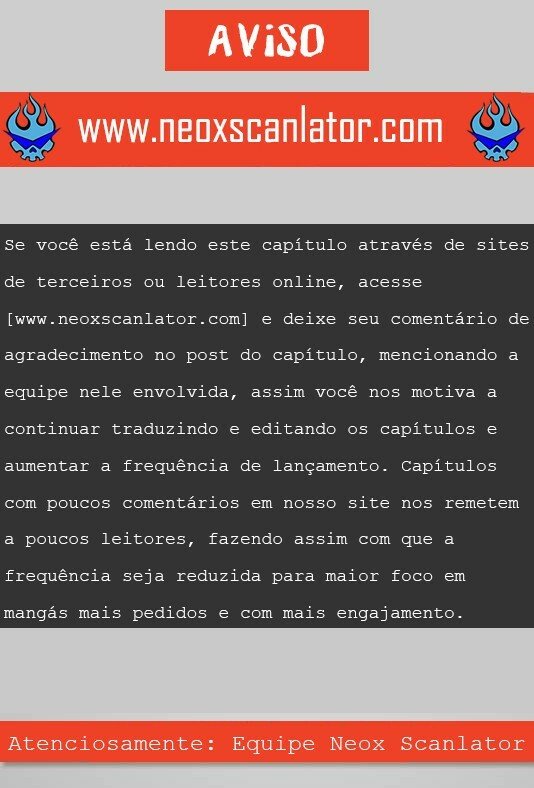 AViSO
www.neoxscanlator.com
Se você está lendo este capítulo através de sites
de terceiros ou leitores online, acesse
[www.neoxscanlator.com] e deixe seu comentário de
agradecimento no post do capítulo, mencionando a
equipe nele envolvida, assim você nos motiva a
continuar traduzindo e editando os capítulos e
aumentar a frequência de lançamento. Capítulos
com poucos comentários em nosso site nos remetem
a poucos leitores, fazendo assim com que a
frequência seja reduzida para maior foco em
mangás mais pedidos e com mais engajamento.
Atenciosamente: Equipe Neox Scanlator